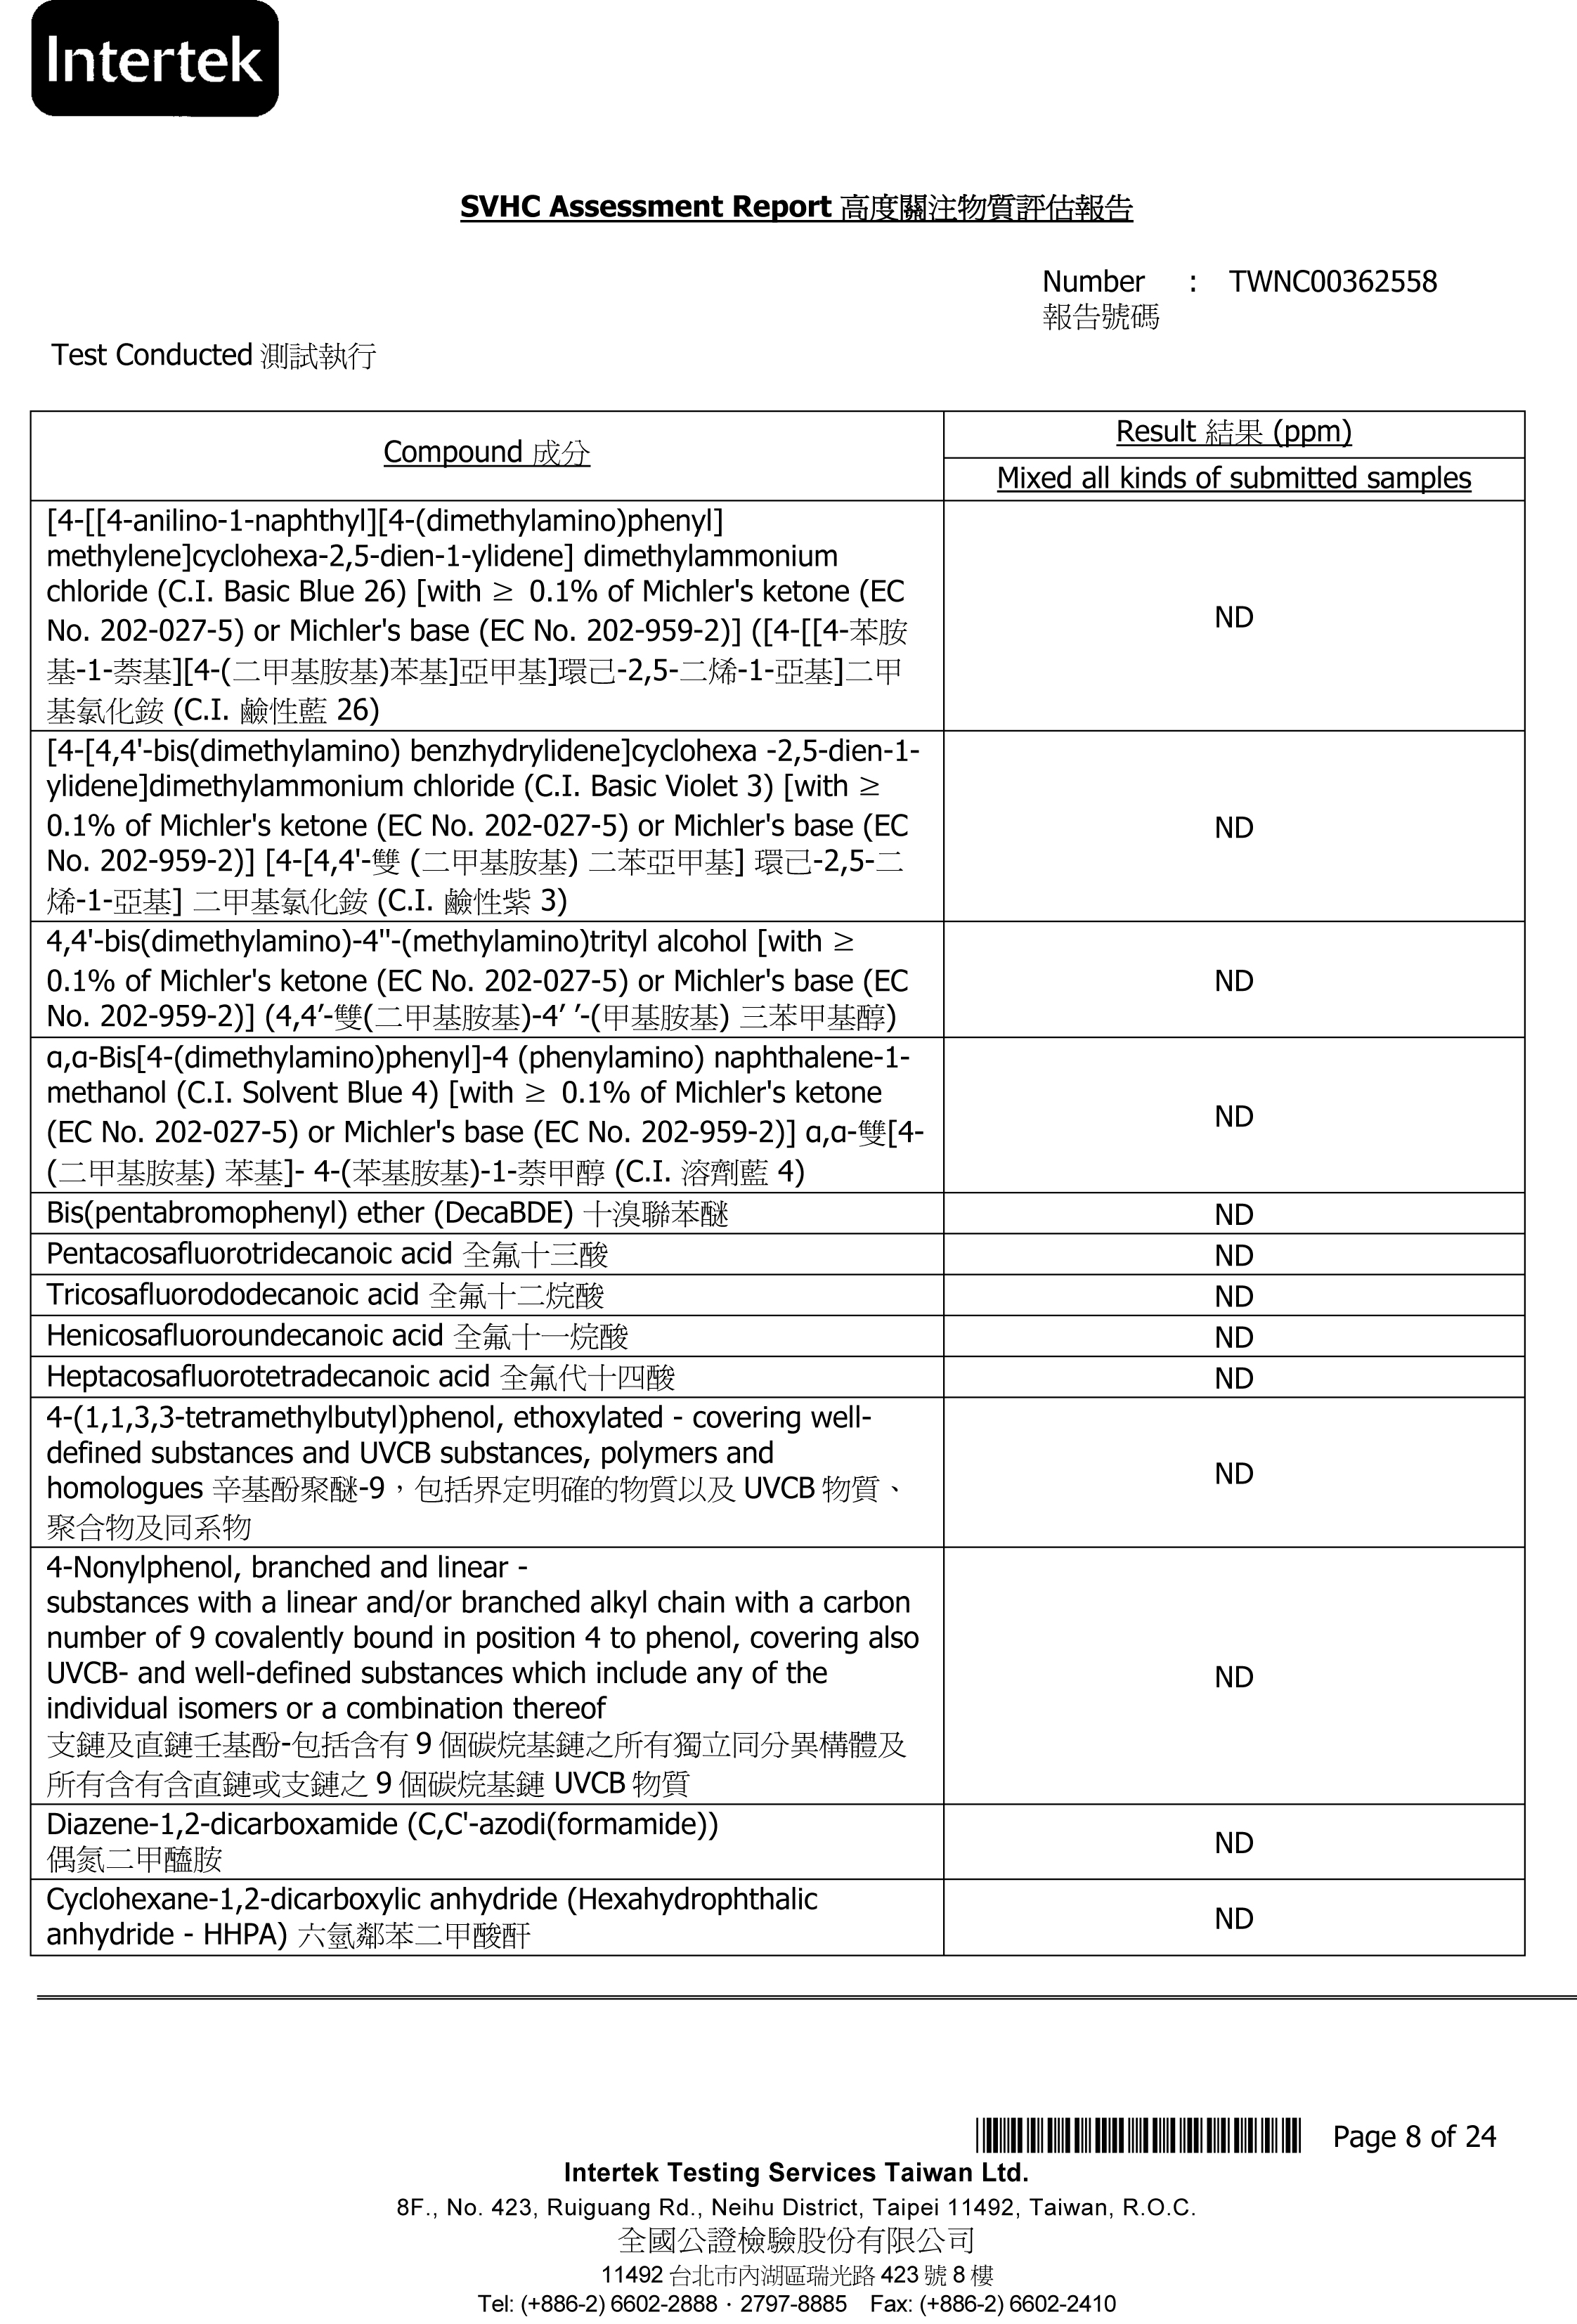 Intertek
SVHC Assessment Report 高度關注物質評估報告
Number : TWNC00362558
報告號碼
Test Conducted 測試執行
Compound 成分
Result 結果 (ppm)
Mixed all kinds of submitted samples
[4-[[4-anilino-1-naphthyl][4-(dimethylamino)phenyl]
methylene]cyclohexa-2,5-dien-1-ylidene] dimethylammonium
chloride (C.I. Basic Blue 26) [with ≥ 0.1% of Michler's ketone (EC
No. 202-027-5) or Michler's base (EC No. 202-959-2)] ([4-[[4-苯胺
基-1-萘基][4-(二甲基胺基)苯基]亞甲基]環己-2,5-二烯-1-亞基]二甲
基氯化銨 (C.I. 鹼性藍 26)
ND
[4-[4,4'-bis(dimethylamino) benzhydrylidene]cyclohexa -2,5-dien-1-
ylidene]dimethylammonium chloride (C.I. Basic Violet 3) [with ≥
0.1% of Michler's ketone (EC No. 202-027-5) or Michler's base (EC
No. 202-959-2)] [4-[4,4'-雙 (二甲基胺基) 二苯亞甲基] 環己-2,5-二
烯-1-亞基] 二甲基氯化銨 (C.I. 鹼性紫 3)
ND
4,4'-bis(dimethylamino)-4''-(methylamino)trityl alcohol [with ≥
0.1% of Michler's ketone (EC No. 202-027-5) or Michler's base (EC
No. 202-959-2)] (4,4′-雙(二甲基胺基)-4′ ′-(甲基胺基) 三苯甲基醇)
ND
α,α-Bis[4-(dimethylamino)phenyl]-4 (phenylamino) naphthalene-1-
methanol (C.I. Solvent Blue 4) [with ≥ 0.1% of Michler's ketone
(EC No. 202-027-5) or Michler's base (EC No. 202-959-2)] α,α-雙[4-
(二甲基胺基) 苯基]- 4-(苯基胺基)-1-萘甲醇 (C.I. 溶劑藍 4)
ND
Bis(pentabromophenyl) ether (DecaBDE) 十溴聯苯醚
ND
Pentacosafluorotridecanoic acid 全氟十三酸
ND
Tricosafluorododecanoic acid 全氟十二烷酸
ND
Henicosafluoroundecanoic acid 全氟十一烷酸
ND
Heptacosafluorotetradecanoic acid 全氟代十四酸
ND
4-(1,1,3,3-tetramethylbutyl)phenol, ethoxylated - covering well-
defined substances and UVCB substances, polymers and
homologues 辛基酚聚醚-9，包括界定明確的物質以及 UVCB 物質、
聚合物及同系物
ND
4-Nonylphenol, branched and linear -
substances with a linear and/or branched alkyl chain with a carbon
number of 9 covalently bound in position 4 to phenol, covering also
UVCB- and well-defined substances which include any of the
individual isomers or a combination thereof
支鏈及直鏈壬基酚-包括含有 9 個碳烷基鏈之所有獨立同分異構體及
所有含有含直鏈或支鏈之 9 個碳烷基鏈 UVCB 物質
ND
Diazene-1,2-dicarboxamide (C,C'-azodi(formamide))
偶氮二甲醯胺
ND
Cyclohexane-1,2-dicarboxylic anhydride (Hexahydrophthalic
anhydride - HHPA) 六氫鄰苯二甲酸酐
ND
Page 8 of 24
Intertek Testing Services Taiwan Ltd.
8F., No. 423, Ruiguang Rd., Neihu District, Taipei 11492, Taiwan, R.O.C.
全國公證檢驗股份有限公司
11492 台北市內湖區瑞光路 423 號 8 樓
Tel: (+886-2) 6602-2888 · 2797-8885 Fax: (+886-2) 6602-2410